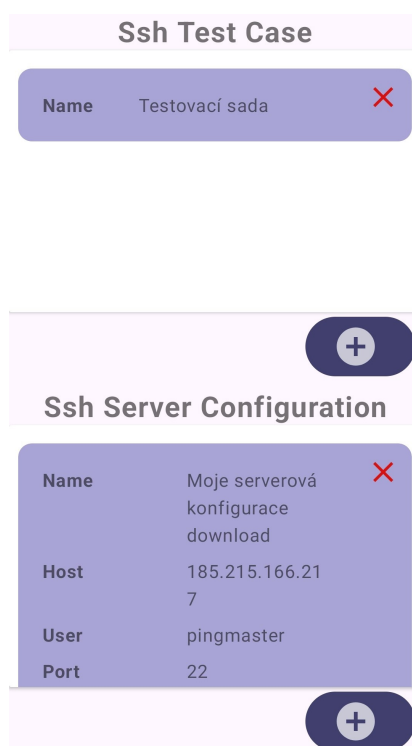 Ssh Test Case
Name Testovací sada
Ssh Server Configuration
Name Moje serverová
konfigurace
download
Host 185.215.166.21
7
User pingmaster
Port 22